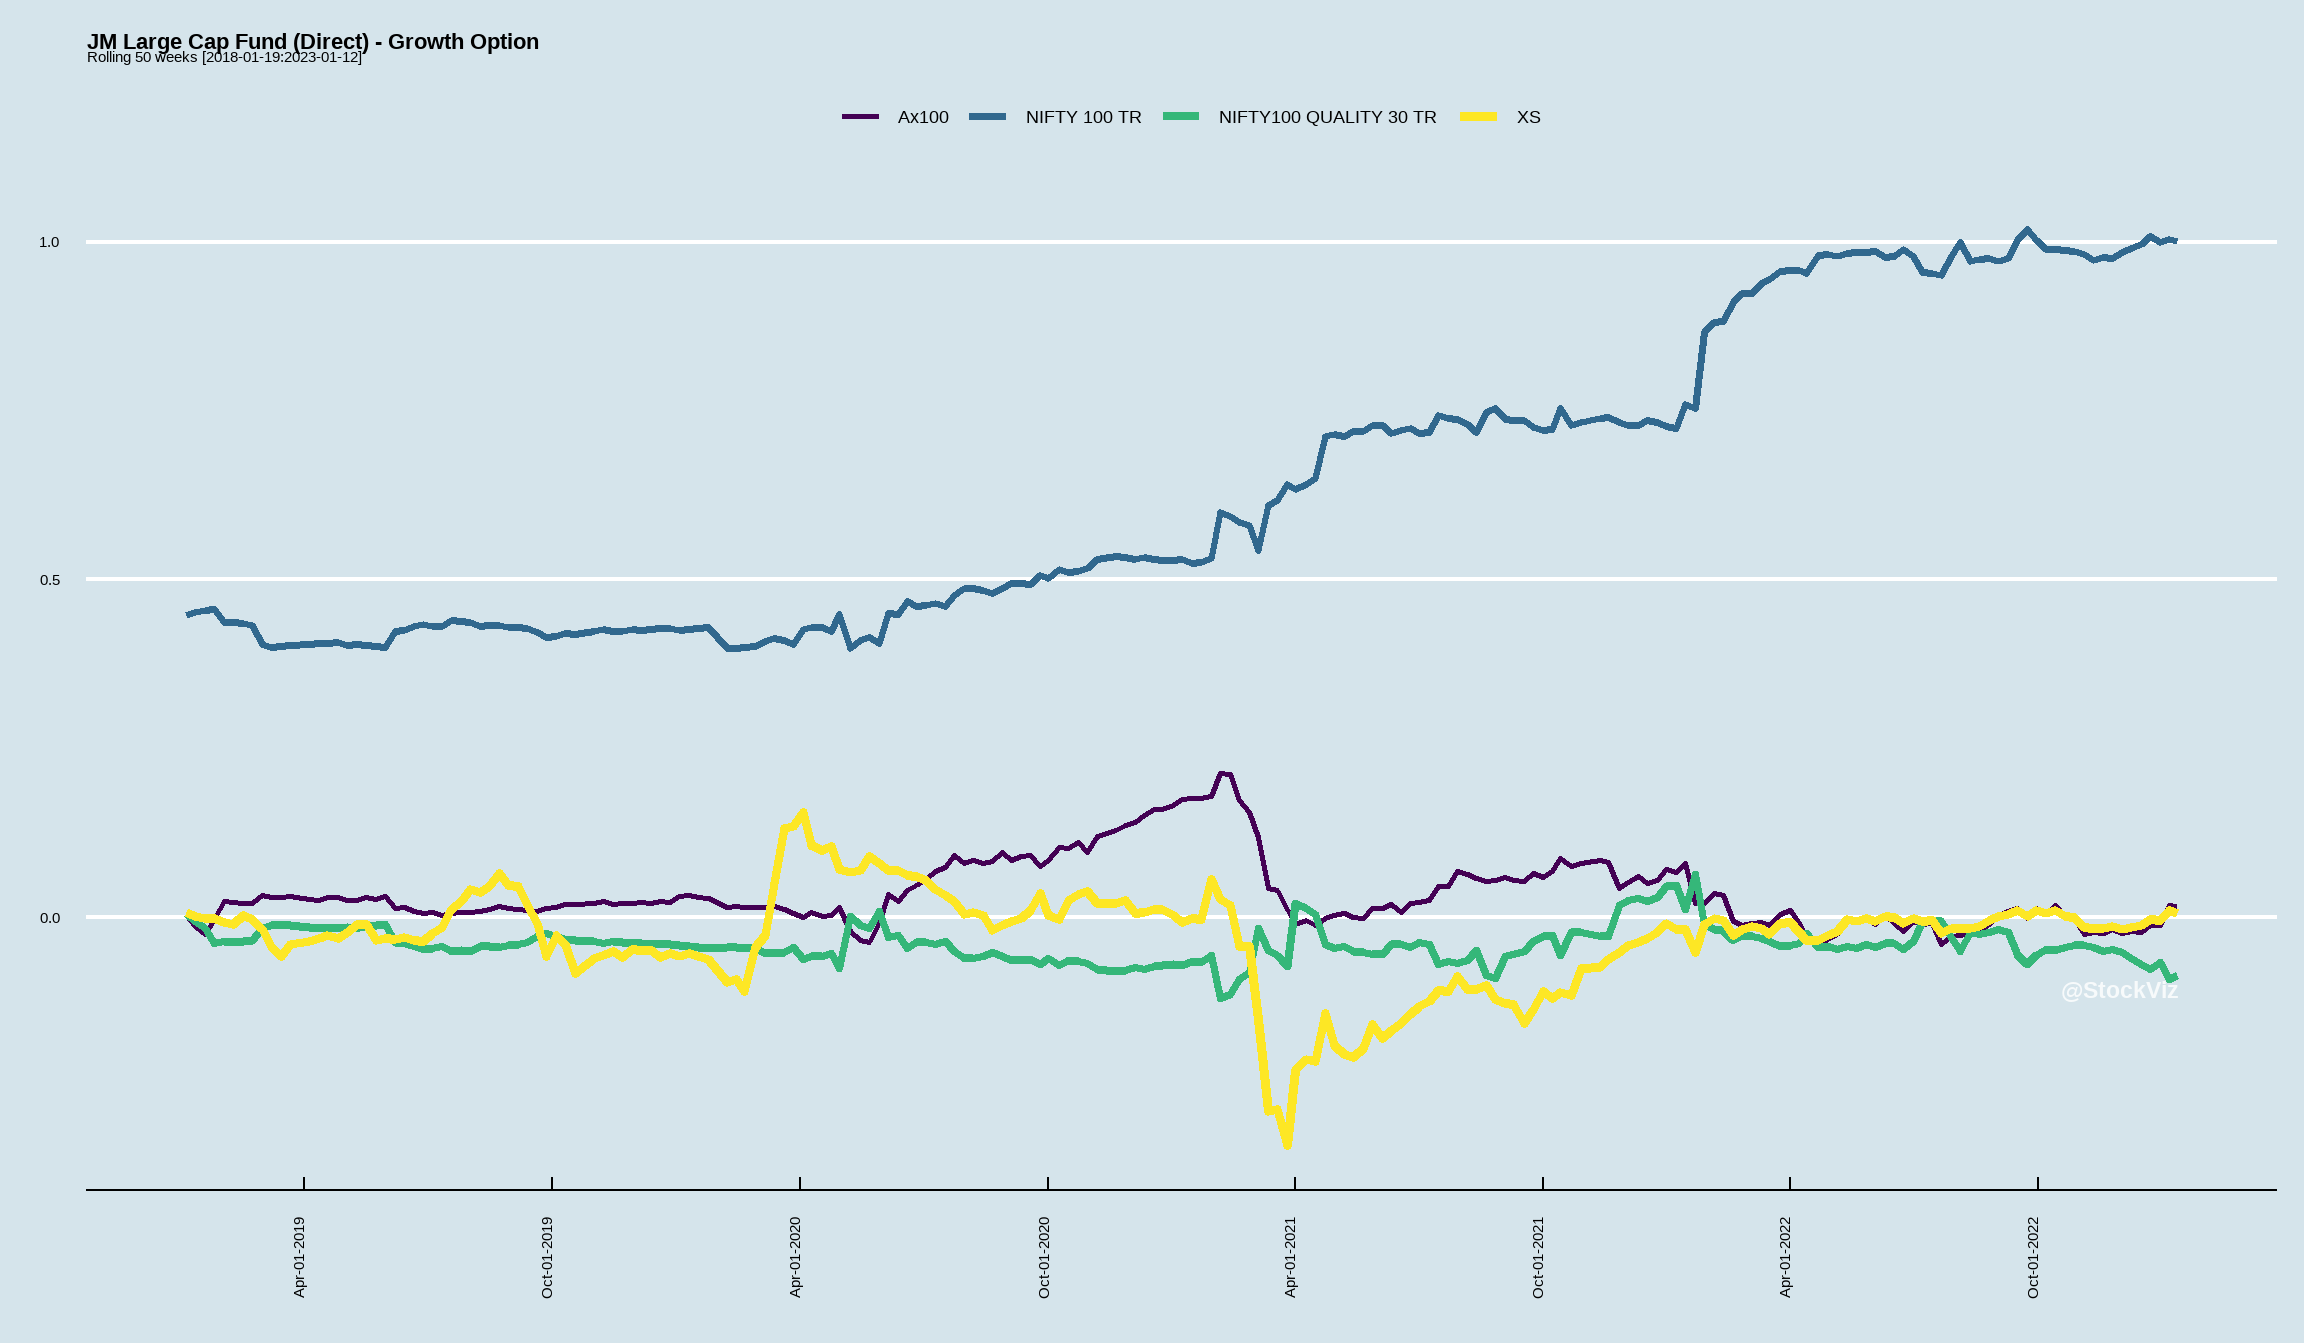 JM Large Cap Fund (Direct) - Growth Option
Rolling 50 weeks [2018-01-19:2023-01-12]
Ax100 NIFTY 100 TR NIFTY100 QUALITY 30 TR XS
1.0
0.5
0.0
@StockViz
Apr-01-2019 Oct-01-2019 Apr-01-2020 Oct-01-2020 Apr-01-2021 Oct-01-2021 Apr-01-2022 Oct-01-2022